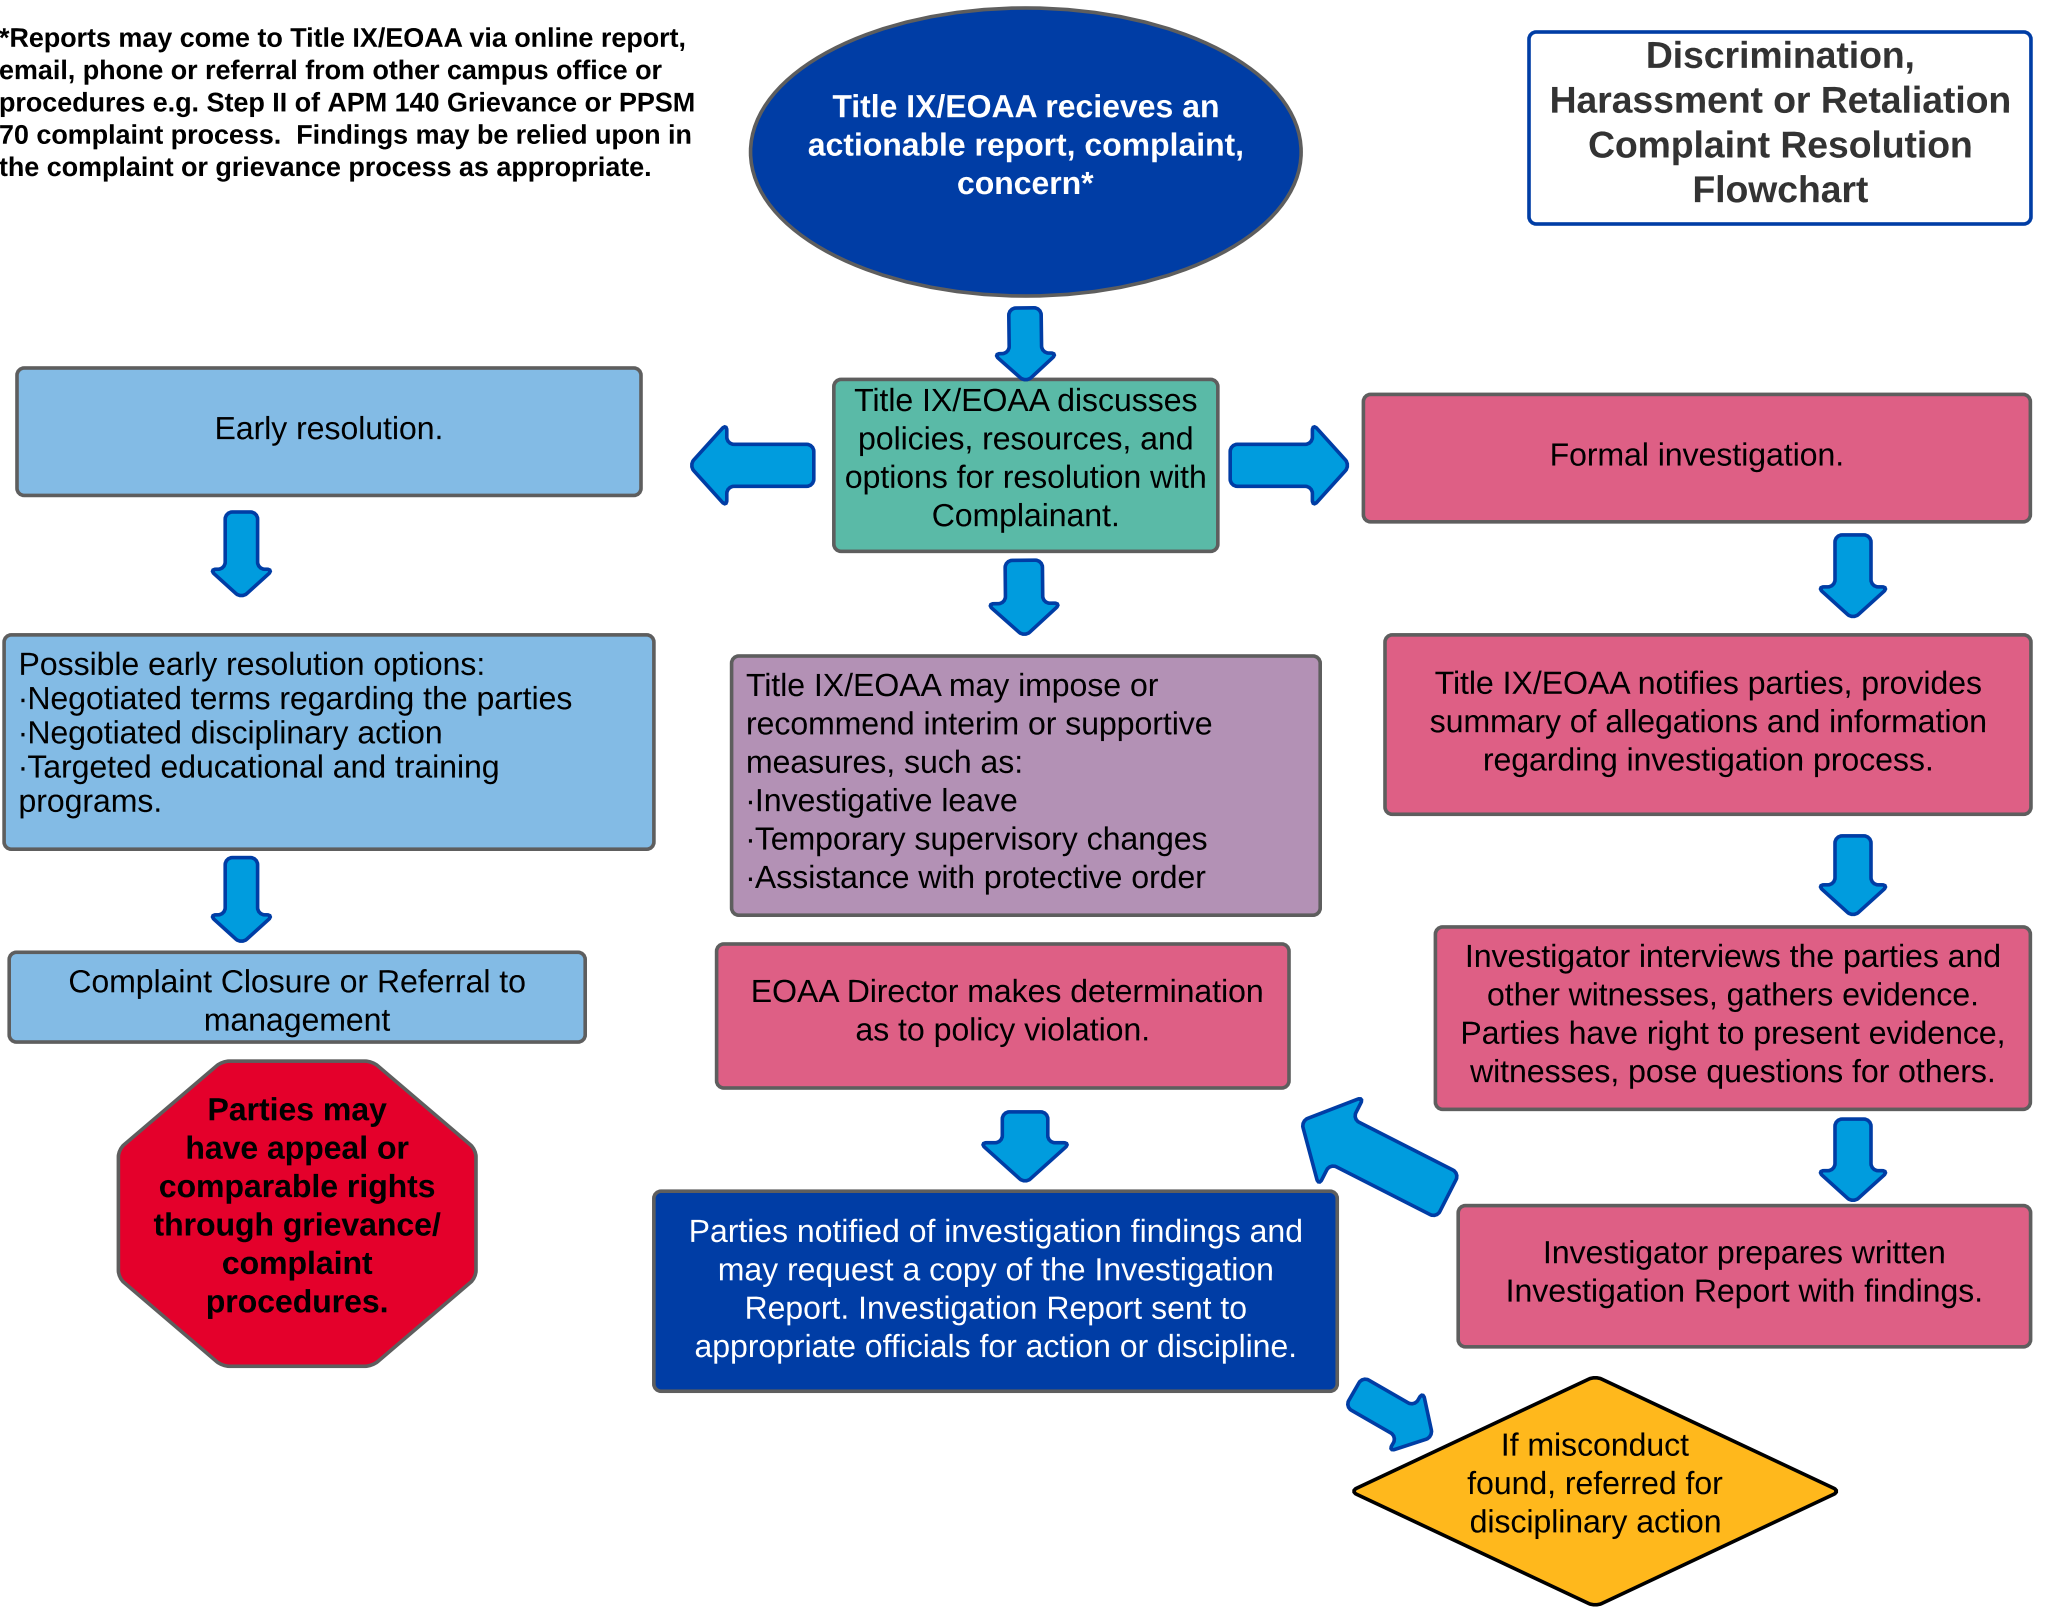 *Reports may come to Title IX/EOAA via online report,
email, phone or referral from other campus office or
procedures e.g. Step II of APM 140 Grievance or PPSM
70 complaint process.  Findings may be relied upon in
the complaint or grievance process as appropriate.
Title IX/EOAA recieves an
actionable report, complaint,
concern*
Discrimination,
Harassment or Retaliation
Complaint Resolution
Flowchart
Early resolution.
Title IX/EOAA discusses
policies, resources, and
options for resolution with
Complainant.
Formal investigation.
Possible early resolution options:
·Negotiated terms regarding the parties
·Negotiated disciplinary action
·Targeted educational and training
programs.
Title IX/EOAA may impose or
recommend interim or supportive
measures, such as:
·Investigative leave
·Temporary supervisory changes
·Assistance with protective order
Title IX/EOAA notifies parties, provides
summary of allegations and information
regarding investigation process.
Complaint Closure or Referral to
management
EOAA Director makes determination
as to policy violation.
Investigator interviews the parties and
other witnesses, gathers evidence.
Parties have right to present evidence,
witnesses, pose questions for others.
Parties may
have appeal or
comparable rights
through grievance/
complaint
procedures.
Parties notified of investigation findings and
may request a copy of the Investigation
Report. Investigation Report sent to
appropriate officials for action or discipline.
Investigator prepares written
Investigation Report with findings.
If misconduct
found, referred for
disciplinary action